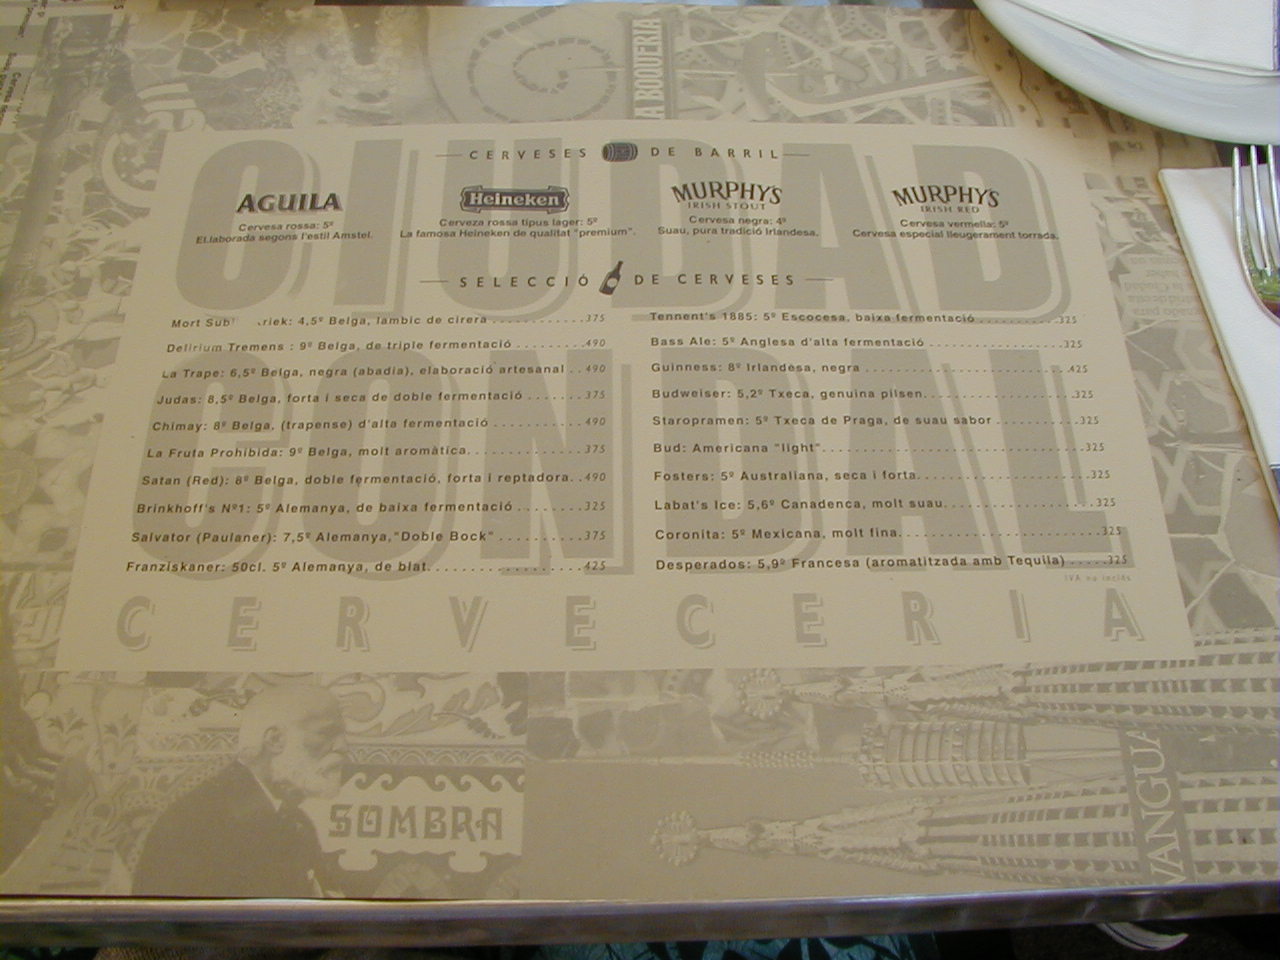 A BOQUERIA
CERVESES DE BARRIL
AGUILA
Cervesa rossa: 5º
El.laborada segons l'estil Amstel.
Heineken
Cerveza rossa tipus lager: 5º
La famosa Heineken de qualitat "premium".
MURPHY'S
IRISH STOUT
Cervesa negra: 4º
Suau, pura tradició Irlandesa.
MURPHY'S
IRISH RED
Cervesa vermella: 5º
Cervesa especial lleugerament torrada.
SELECCIÓ DE CERVESES
Mort Sub riek: 4,5º Belga, lambic de cirera ............375
Delirium Tremens : 9º Belga, de triple fermentació .........490
La Trape: 6,5º Belga, negra (abadia), elaboració artesanal ..490
Judas: 8,5º Belga, forta i seca de doble fermentació ........375
Chimay: 8º Belga, (trapense) d'alta fermentació ............490
La Fruta Prohibida: 9º Belga, molt aromàtica...............375
Satan (Red): 8º Belga, doble fermentació, forta i reptadora..490
Brinkhoff's Nº1: 5º Alemanya, de baixa fermentació ........325
Salvator (Paulaner): 7,5º Alemanya,"Doble Bock" ..........375
Franziskaner: 50cl. 5º Alemanya, de blat...................425
Tennent's 1885: 5º Escocesa, baixa fermentació ..........325
Bass Ale: 5º Anglesa d'alta fermentació ................325
Guinness: 8º Irlandesa, negra .........................425
Budweiser: 5,2º Txeca, genuina pilsen..................325
Staropramen: 5º Txeca de Praga, de suau sabor ..........325
Bud: Americana "light"...............................325
Fosters: 5º Australiana, seca i forta....................325
Labat's Ice: 5,6º Canadenca, molt suau.................325
Coronita: 5º Mexicana, molt fina.......................325
Desperados: 5,9º Francesa (aromatitzada amb Tequila) .....325
IVA no inclòs
CIUDAD
CONDAL
CERVECERIA
SOMBRA
VANGUA